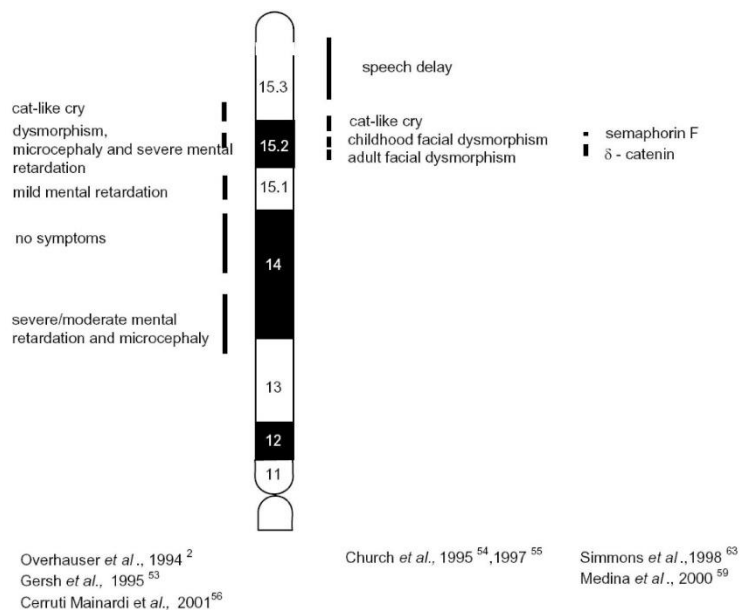 speech delay
15.3
cat-like cry
dysmorphism,
microcephaly and severe mental
retardation
15.2
cat-like cry
childhood facial dysmorphism
adult facial dysmorphism
semaphorin F
δ - catenin
mild mental retardation
15.1
no symptoms
14
severe/moderate mental
retardation and microcephaly
13
12
11
Overhauser et al., 1994 2
Gersh et al., 1995 53
Cerruti Mainardi et al., 2001 56
Church et al., 1995 54,1997 55
Simmons et al.,1998 63
Medina et al., 2000 59